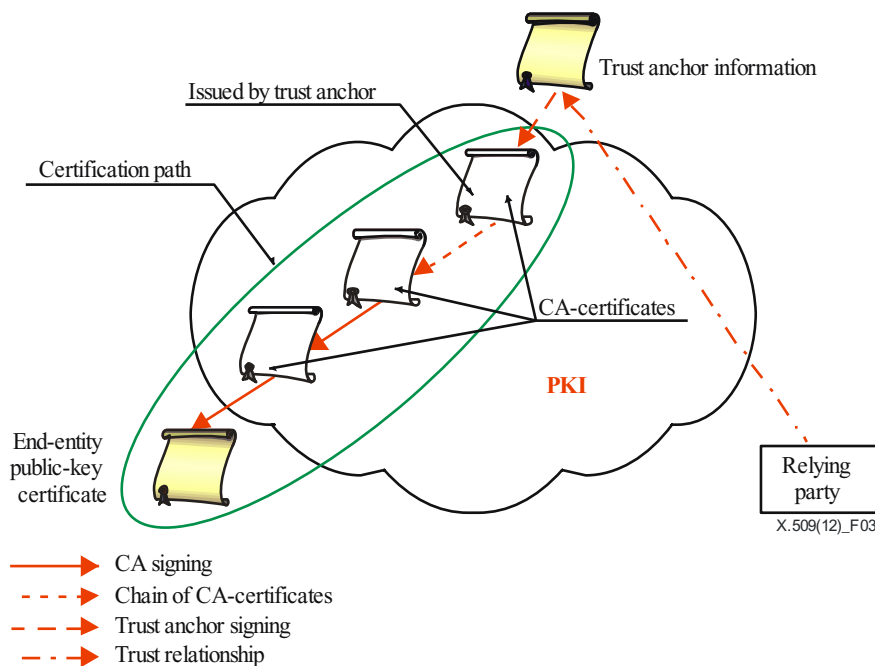 Trust anchor information
Issued by trust anchor
Certification path
CA-certificates
PKI
End-entity
public-key
certificate
Relying
party
X.509(12)_F03
CA signing
Chain of CA-certificates
Trust anchor signing
Trust relationship